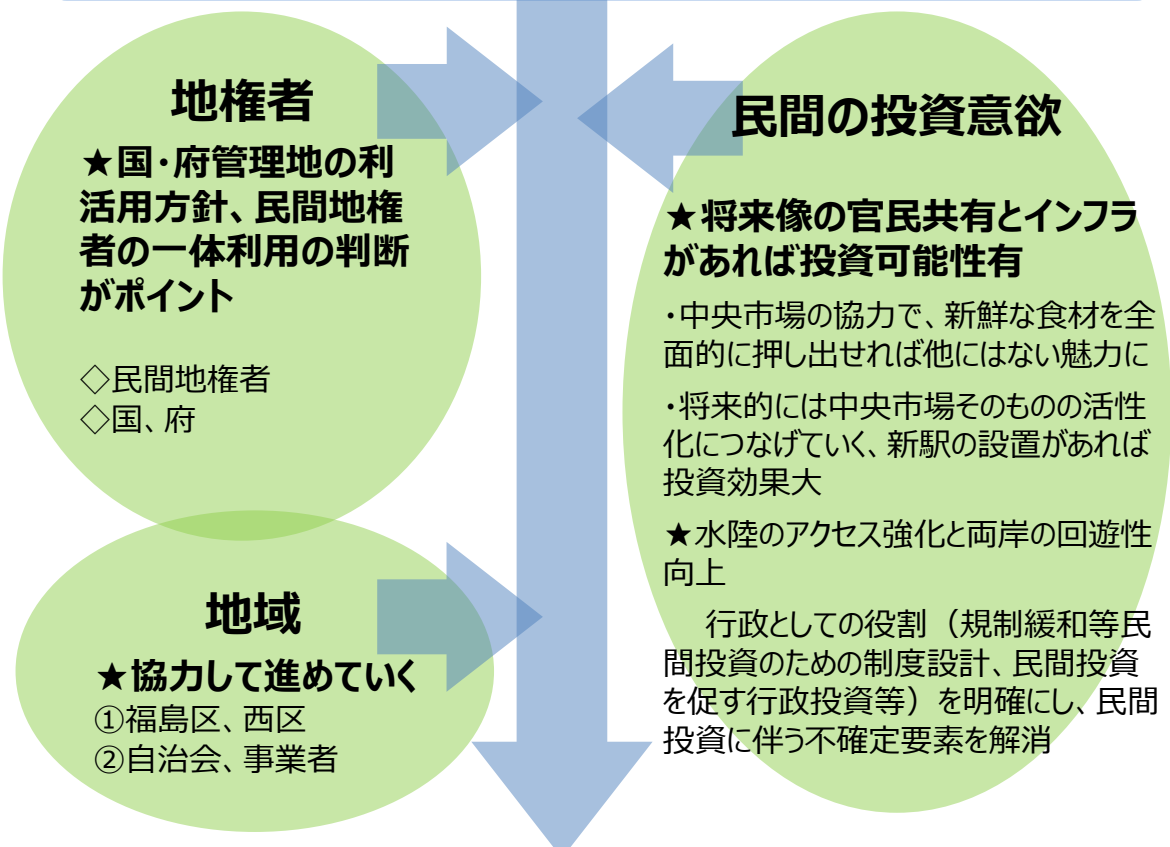 地権者
★国・府管理地の利
活用方針、民間地権
者の一体利用の判断
がポイント
◇民間地権者
◇国、府
地域
★協力して進めていく
①福島区、西区
②自治会、事業者
民間の投資意欲
★将来像の官民共有とインフラ
があれば投資可能性有
・中央市場の協力で、新鮮な食材を全
面的に押し出せれば他にはない魅力に
・将来的には中央市場そのものの活性
化につなげていく、新駅の設置があれば
投資効果大
★水陸のアクセス強化と両岸の回遊性
向上
行政としての役割（規制緩和等民
間投資のための制度設計、民間投資
を促す行政投資等）を明確にし、民間
投資に伴う不確定要素を解消